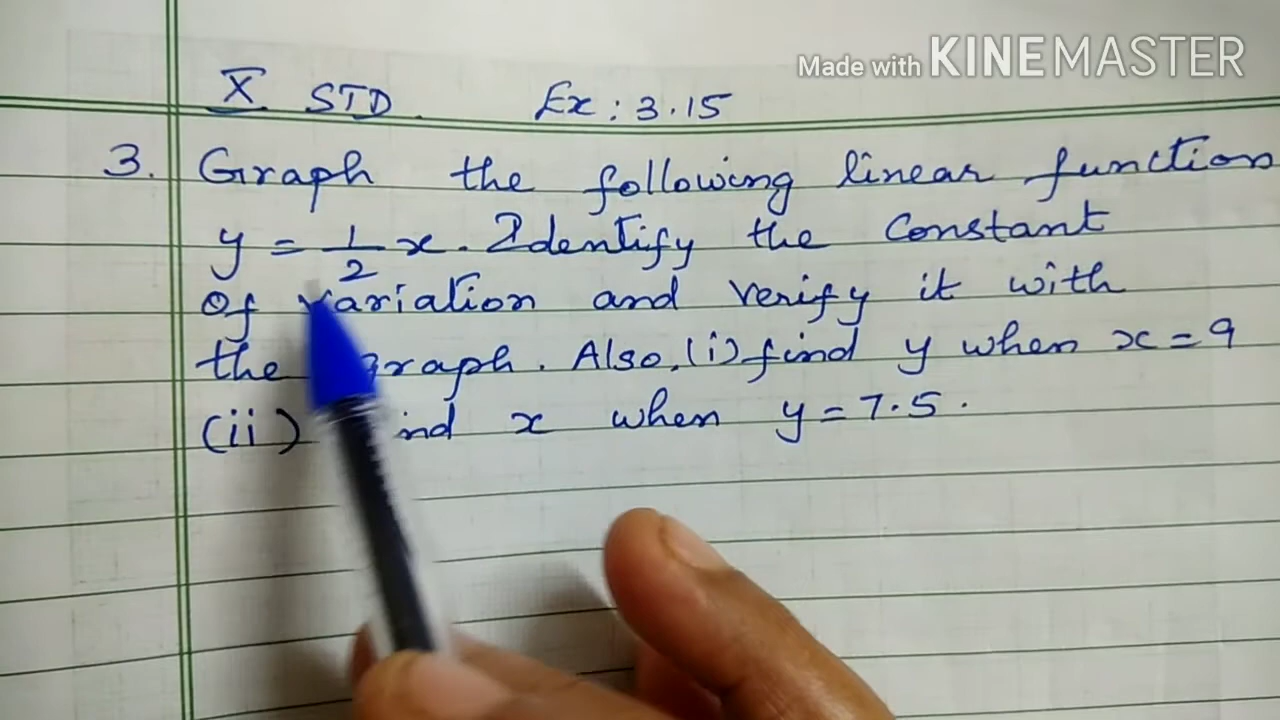 Made with KINEMASTER
X STD. Ex: 3.15
3. Graph the following linear function
y = 1/2 x. Identify the Constant
Of variation and verify it with
the graph. Also, (i) find y when x = 9
(ii) x when y = 7.5.